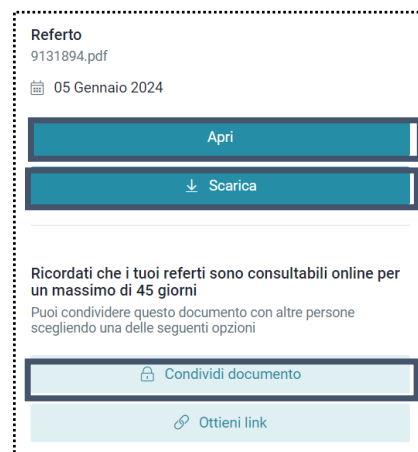 Referto
9131894.pdf
05 Gennaio 2024
Apri
Scarica
Ricordati che i tuoi referti sono consultabili online per
un massimo di 45 giorni
Puoi condividere questo documento con altre persone
scegliendo una delle seguenti opzioni
Condividi documento
Ottieni link